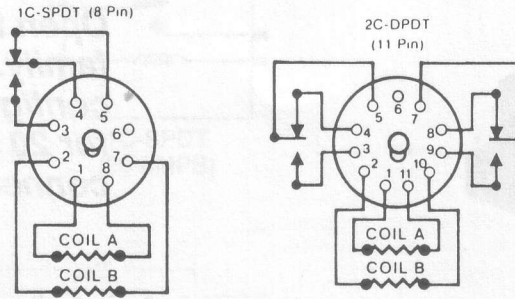 1C-SPDT (8 Pin)
4 5
3 6
2 7
1 8
COIL A
COIL B
2C-DPDT
(11 Pin)
5 6 7
4 8
3 9
2 10
1 11
COIL A
COIL B